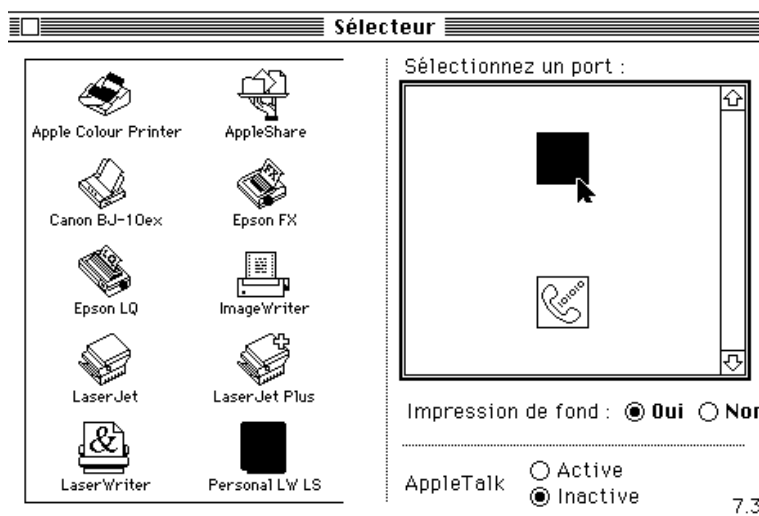 Sélecteur
Apple Colour Printer
AppleShare
Canon BJ-10ex
Epson FX
Epson LQ
ImageWriter
LaserJet
LaserJet Plus
LaserWriter
Personal LW LS
Sélectionnez un port :
Impression de fond : Oui Non
AppleTalk
Active
Inactive
7.3